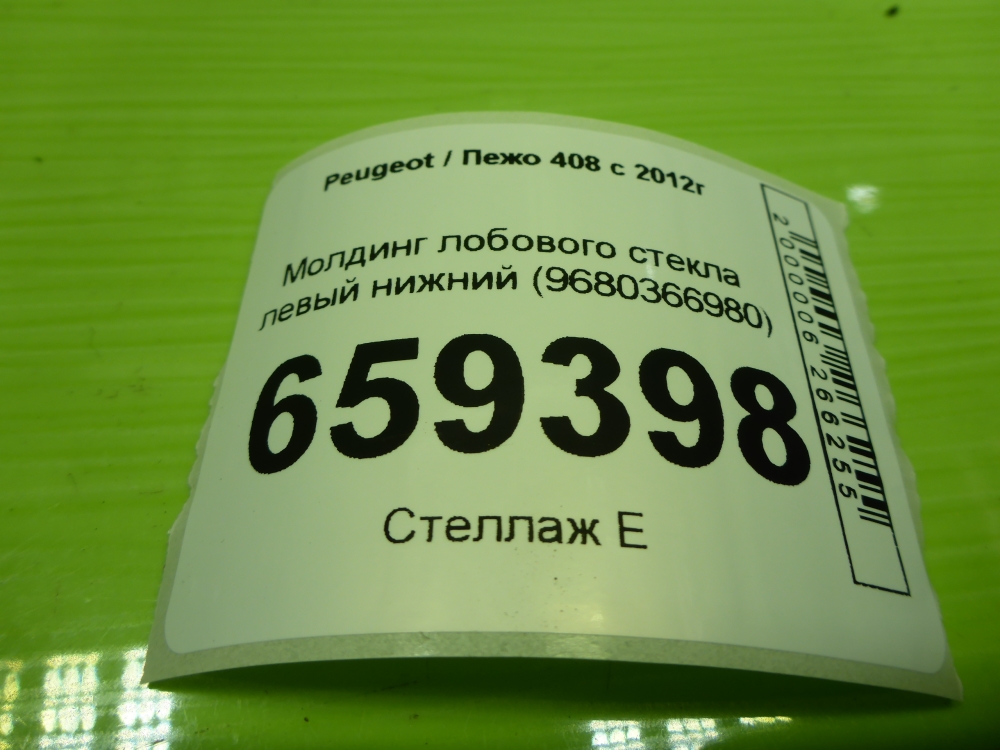 Peugeot / Пежо 408 с 2012г
Молдинг лобового стекла
левый нижний (9680366980)
659398
Стеллаж Е
2000006266255